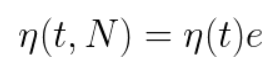 η(t, N) = η(t)e